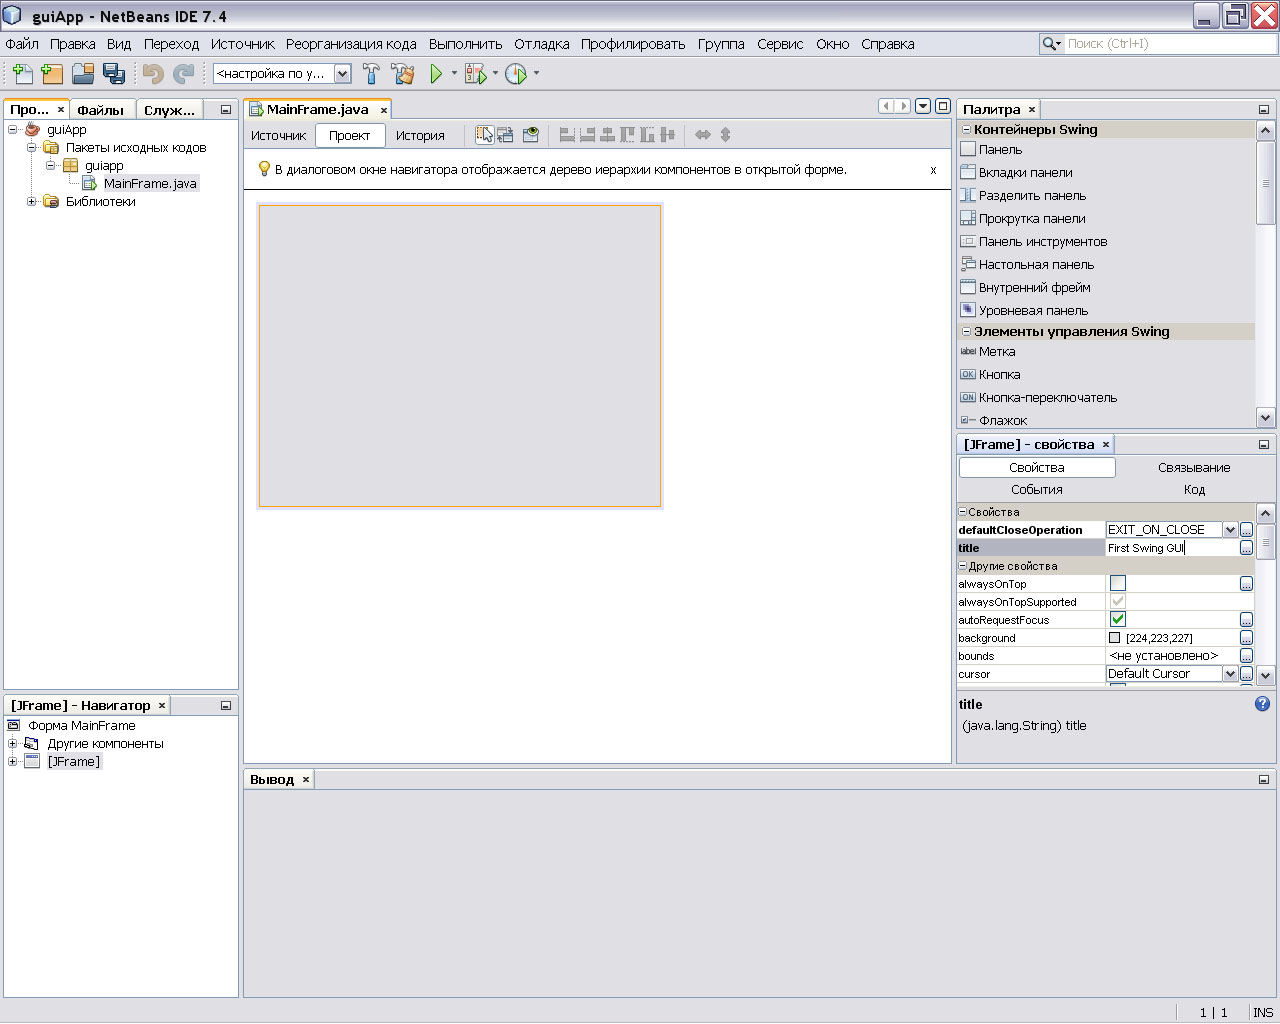 guiApp - NetBeans IDE 7.4
Файл Правка Вид Переход Источник Реорганизация кода Выполнить Отладка Профилировать Группа Сервис Окно Справка
Поиск (Ctrl+I)
<настройка по у...
Про... × Файлы Служ...
guiApp
Пакеты исходных кодов
guiapp
MainFrame.java
Библиотеки
[JFrame] - Навигатор ×
Форма MainFrame
Другие компоненты
[JFrame]
MainFrame.java ×
Источник Проект История
В диалоговом окне навигатора отображается дерево иерархии компонентов в открытой форме. x
Вывод ×
Палитра ×
Контейнеры Swing
Панель
Вкладки панели
Разделить панель
Прокрутка панели
Панель инструментов
Настольная панель
Внутренний фрейм
Уровневая панель
Элементы управления Swing
label Метка
OK Кнопка
ON Кнопка-переключатель
Флажок
[JFrame] - свойства ×
Свойства Связывание
События Код
Свойства
defaultCloseOperation EXIT_ON_CLOSE ...
title First Swing GUI ...
Другие свойства
alwaysOnTop ...
alwaysOnTopSupported
autoRequestFocus ...
background [224,223,227] ...
bounds <не установлено> ...
cursor Default Cursor ...
title ?
(java.lang.String) title
1 | 1 INS